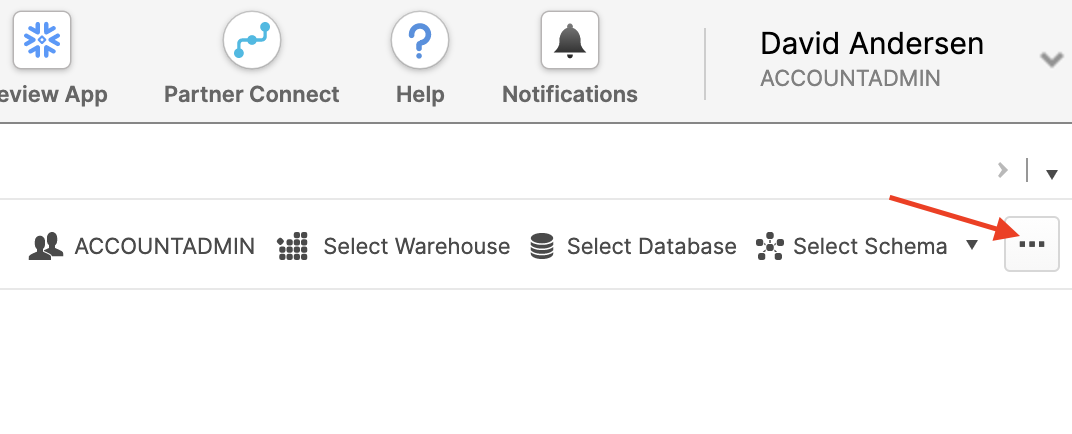 David Andersen
ACCOUNTADMIN
eview App Partner Connect Help Notifications
ACCOUNTADMIN Select Warehouse Select Database Select Schema